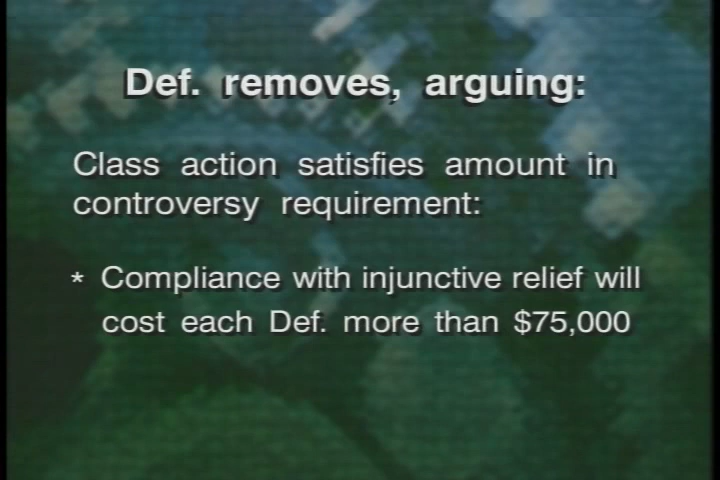 Def. removes, arguing:
Class action satisfies amount in
controversy requirement:
* Compliance with injunctive relief will
cost each Def. more than $75,000